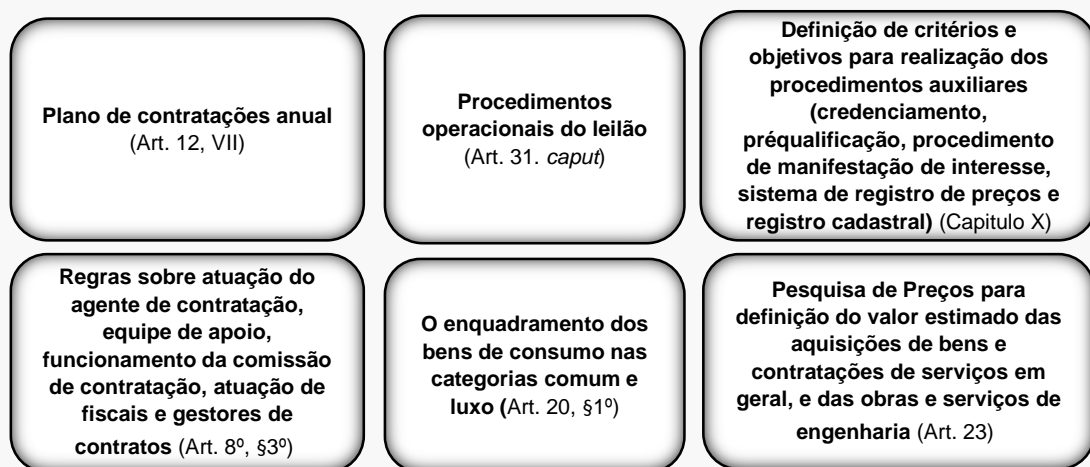 Plano de contratações anual
(Art. 12, VII)
Procedimentos
operacionais do leilão
(Art. 31. caput)
Definição de critérios e
objetivos para realização dos
procedimentos auxiliares
(credenciamento,
préqualificação, procedimento
de manifestação de interesse,
sistema de registro de preços e
registro cadastral) (Capitulo X)
Regras sobre atuação do
agente de contratação,
equipe de apoio,
funcionamento da comissão
de contratação, atuação de
fiscais e gestores de
contratos (Art. 8º, §3º)
O enquadramento dos
bens de consumo nas
categorias comum e
luxo (Art. 20, §1º)
Pesquisa de Preços para
definição do valor estimado das
aquisições de bens e
contratações de serviços em
geral, e das obras e serviços de
engenharia (Art. 23)